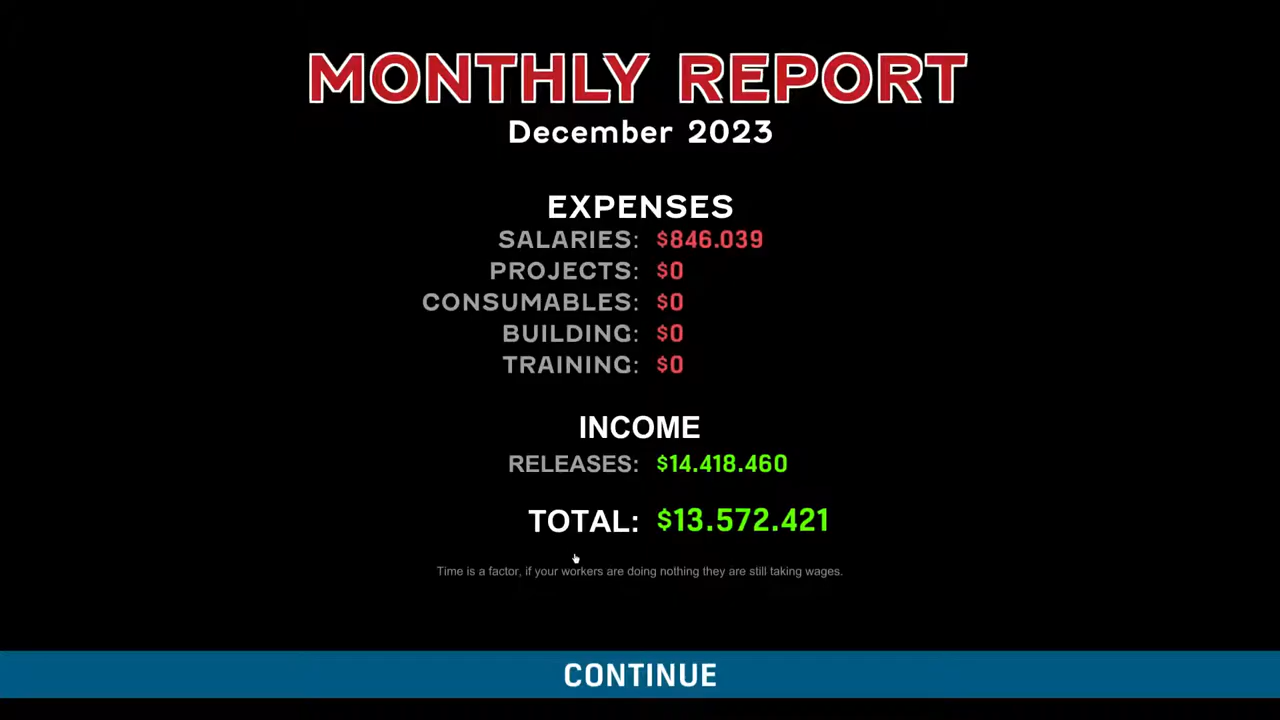 MONTHLY REPORT
December 2023
EXPENSES
SALARIES: $846.039
PROJECTS: $0
CONSUMABLES: $0
BUILDING: $0
TRAINING: $0
INCOME
RELEASES: $14.418.460
TOTAL: $13.572.421
Time is a factor, if your workers are doing nothing they are still taking wages.
CONTINUE